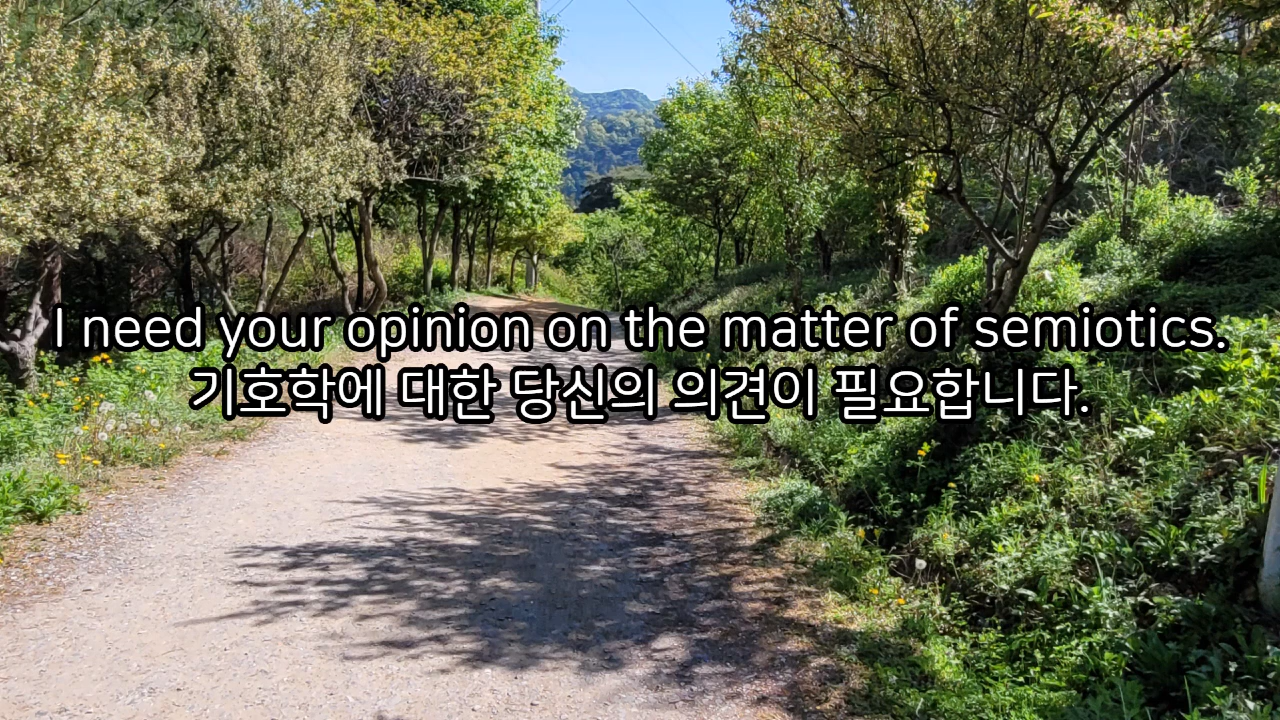 I need your opinion on the matter of semiotics.
기호학에 대한 당신의 의견이 필요합니다.